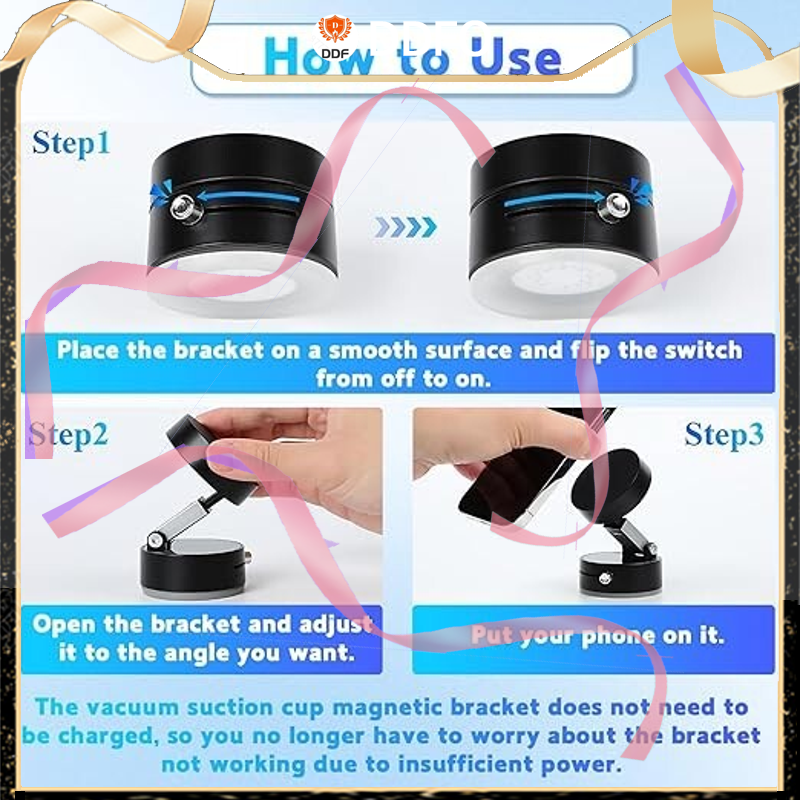 DDF
How to Use
Step1
Place the bracket on a smooth surface and flip the switch
from off to on.
Step2
Step3
Open the bracket and adjust
it to the angle you want.
Put your phone on it.
The vacuum suction cup magnetic bracket does not need to
be charged, so you no longer have to worry about the bracket
not working due to insufficient power.